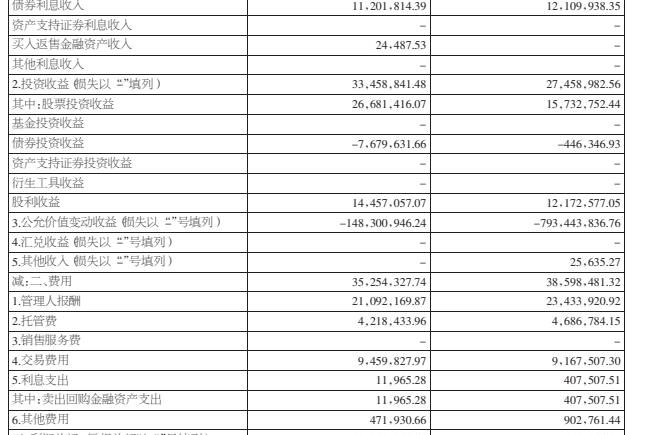 债券利息收入 11,201,814.39 12,109,938.35
资产支持证券利息收入 – –
买入返售金融资产收入 24,487.53 –
其他利息收入 – –
2.投资收益(损失以“-”填列) 33,458,841.48 27,458,982.56
其中:股票投资收益 26,681,416.07 15,732,752.44
基金投资收益 – –
债券投资收益 –7,679,631.66 –446,346.93
资产支持证券投资收益 – –
衍生工具收益 – –
股利收益 14,457,057.07 12,172,577.05
3.公允价值变动收益(损失以“-”号填列) –148,300,946.24 –793,443,836.76
4.汇兑收益(损失以“-”号填列) – –
5.其他收入(损失以“-”号填列) – 25,635.27
减:二、费用 35,254,327.74 38,598,481.32
1.管理人报酬 21,092,169.87 23,433,920.92
2.托管费 4,218,433.96 4,686,784.15
3.销售服务费 – –
4.交易费用 9,459,827.97 9,167,507.30
5.利息支出 11,965.28 407,507.51
其中:卖出回购金融资产支出 11,965.28 407,507.51
6.其他费用 471,930.66 902,761.44